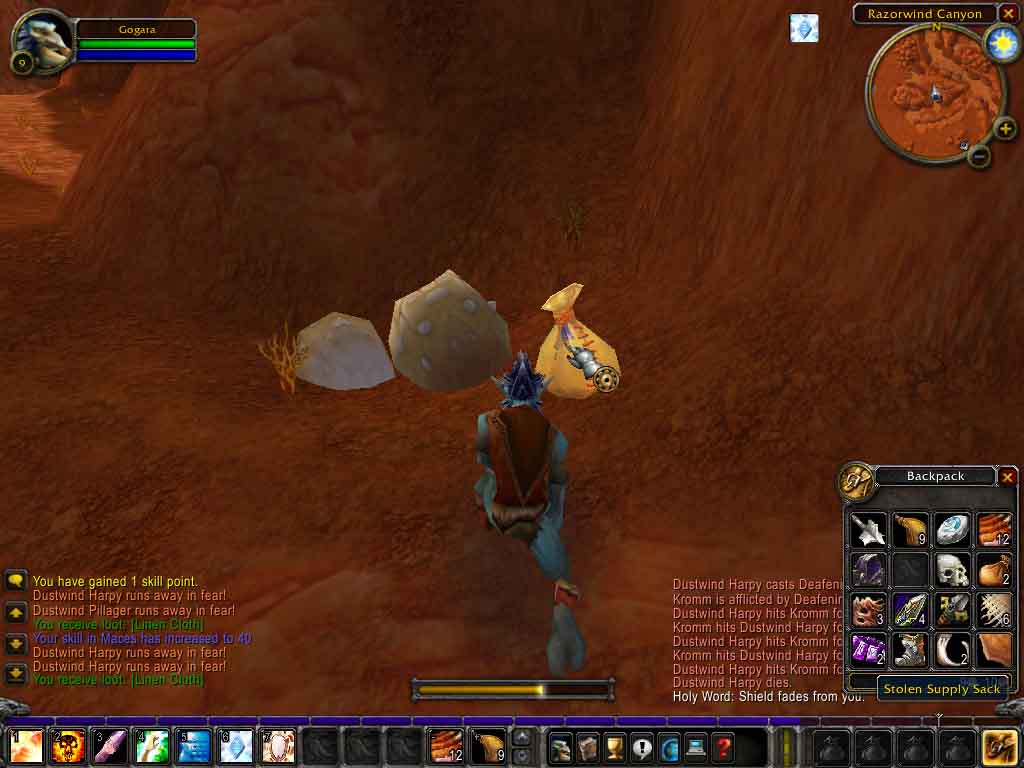 Gogara
9
Razorwind Canyon
N
Backpack
9
12
2
3
4
6
2
2
You have gained 1 skill point.
Dustwind Harpy runs away in fear!
Dustwind Pillager runs away in fear!
You receive loot: [Linen Cloth]
Your skill in Maces has increased to 40
Dustwind Harpy runs away in fear!
Dustwind Harpy runs away in fear!
You receive loot: [Linen Cloth]
Dustwind Harpy casts Deafeni
Kromm is afflicted by Deafenin
Dustwind Harpy hits Kromm fo
Kromm hits Dustwind Harpy fo
Dustwind Harpy hits Kromm fo
Kromm hits Dustwind Harpy fo
Dustwind Harpy hits Kromm fo
Dustwind Harpy dies.
Holy Word: Shield fades from you.
Stolen Supply Sack
1 2 3 4 5 6 7 12 9